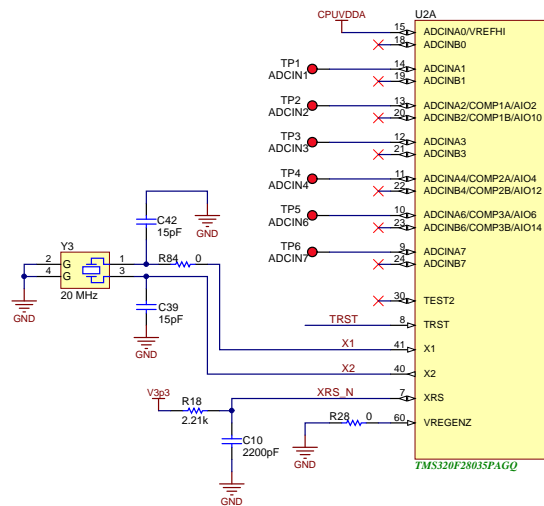 U2A
CPUVDDA
15 ADCINA0/VREFHI
18 ADCINB0
TP1
ADCIN1
14 ADCINA1
19 ADCINB1
TP2
ADCIN2
13 ADCINA2/COMP1A/AIO2
20 ADCINB2/COMP1B/AIO10
TP3
ADCIN3
12 ADCINA3
21 ADCINB3
TP4
ADCIN4
11 ADCINA4/COMP2A/AIO4
22 ADCINB4/COMP2B/AIO12
TP5
ADCIN6
10 ADCINA6/COMP3A/AIO6
23 ADCINB6/COMP3B/AIO14
TP6
ADCIN7
9 ADCINA7
24 ADCINB7
C42
15pF
GND
Y3
2 G 1
4 G 3
20 MHz
GND
R84 0
C39
15pF
GND
30 TEST2
TRST 8 TRST
X1 41 X1
X2 40 X2
V3p3
R18
2.21k
XRS_N 7 XRS
C10
2200pF
GND
R28 0 60 VREGENZ
GND
TMS320F28035PAGQ